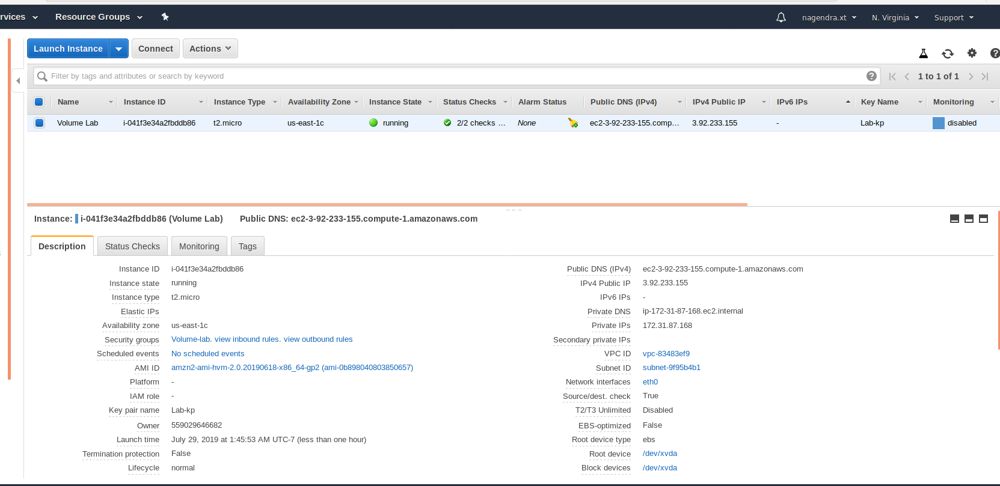 rvices Resource Groups nagendra.xt N. Virginia Support
Launch Instance Connect Actions
Filter by tags and attributes or search by keyword 1 to 1 of 1
Name Instance ID Instance Type Availability Zone Instance State Status Checks Alarm Status Public DNS (IPv4) IPv4 Public IP IPv6 IPs Key Name Monitoring
Volume Lab i-041f3e34a2fbddb86 t2.micro us-east-1c running 2/2 checks ... None ec2-3-92-233-155.comp... 3.92.233.155 - Lab-kp disabled
Instance: i-041f3e34a2fbddb86 (Volume Lab) Public DNS: ec2-3-92-233-155.compute-1.amazonaws.com
Description Status Checks Monitoring Tags
Instance ID i-041f3e34a2fbddb86 Public DNS (IPv4) ec2-3-92-233-155.compute-1.amazonaws.com
Instance state running IPv4 Public IP 3.92.233.155
Instance type t2.micro IPv6 IPs -
Elastic IPs Private DNS ip-172-31-87-168.ec2.internal
Availability zone us-east-1c Private IPs 172.31.87.168
Security groups Volume-lab. view inbound rules. view outbound rules Secondary private IPs
Scheduled events No scheduled events VPC ID vpc-83483ef9
AMI ID amzn2-ami-hvm-2.0.20190618-x86_64-gp2 (ami-0b898040803850657) Subnet ID subnet-9f95b4b1
Platform - Network interfaces eth0
IAM role - Source/dest. check True
Key pair name Lab-kp T2/T3 Unlimited Disabled
Owner 559029646682 EBS-optimized False
Launch time July 29, 2019 at 1:45:53 AM UTC-7 (less than one hour) Root device type ebs
Termination protection False Root device /dev/xvda
Lifecycle normal Block devices /dev/xvda